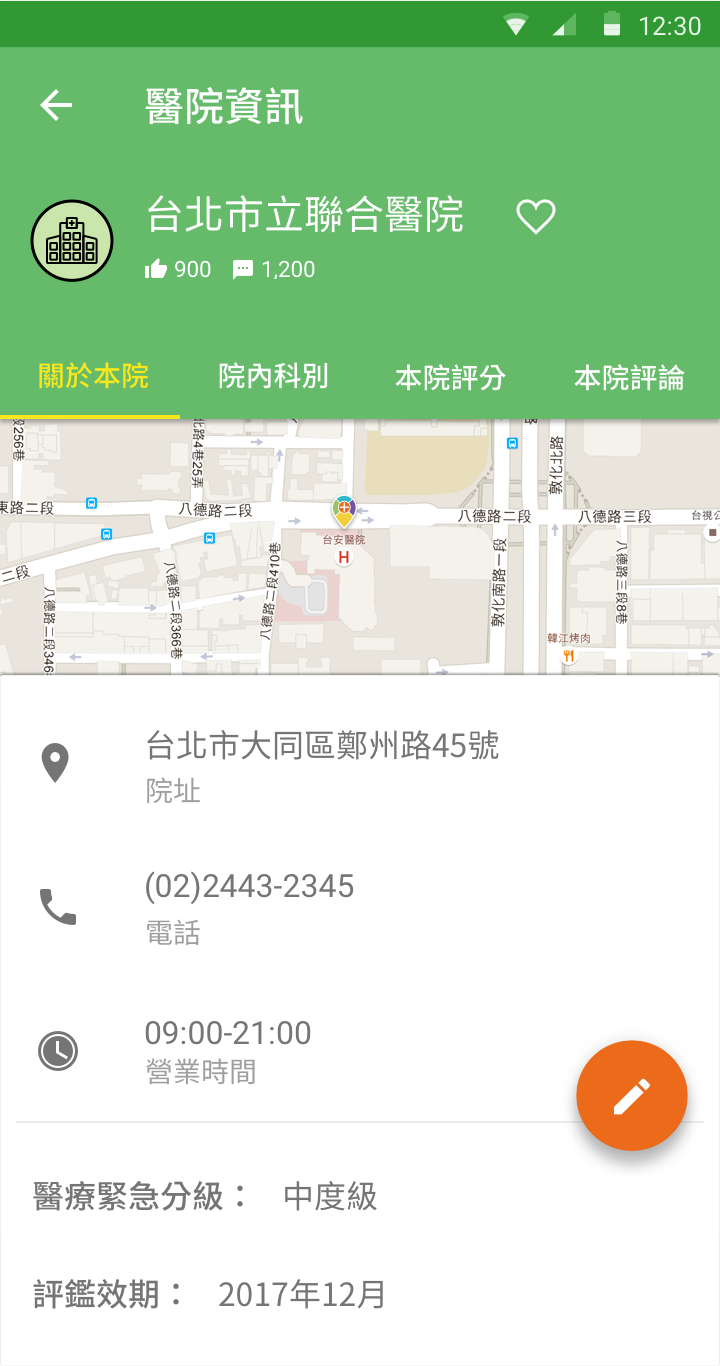 12:30
醫院資訊
台北市立聯合醫院
900 1,200
關於本院 院內科別 本院評分 本院評論
段256巷
北路4巷25弄
敦化北路
東路二段
八德路二段
八德路二段
八德路三段
台視公
台安醫院
H
二段
八德路二段346巷
八德路二段366巷
八德路二段410巷
敦化南路一段
八德路三段8巷
韓江烤肉
台北市大同區鄭州路45號
院址
(02)2443-2345
電話
09:00-21:00
營業時間
醫療緊急分級： 中度級
評鑑效期： 2017年12月